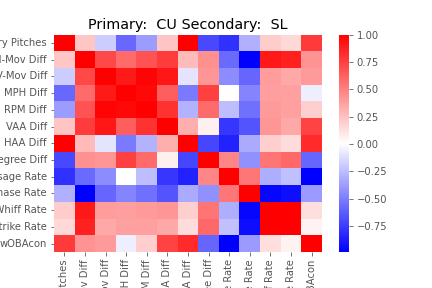 Primary: CU Secondary: SL
ry Pitches
-Mov Diff
V-Mov Diff
MPH Diff
RPM Diff
VAA Diff
HAA Diff
egree Diff
sage Rate
hase Rate
Whiff Rate
trike Rate
wOBAcon
tches
v Diff
ov Diff
H Diff
M Diff
A Diff
A Diff
e Diff
e Rate
e Rate
ff Rate
e Rate
BAcon
1.00
0.75
0.50
0.25
0.00
−0.25
−0.50
−0.75